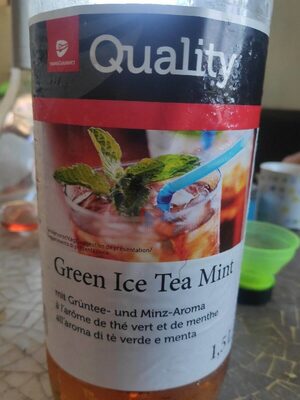 Quality
Green Ice Tea Mint
mit Grüntee- und Minz-Aroma
à l'arôme de thé vert et de menthe
all'aroma di tè verde e menta
1,5